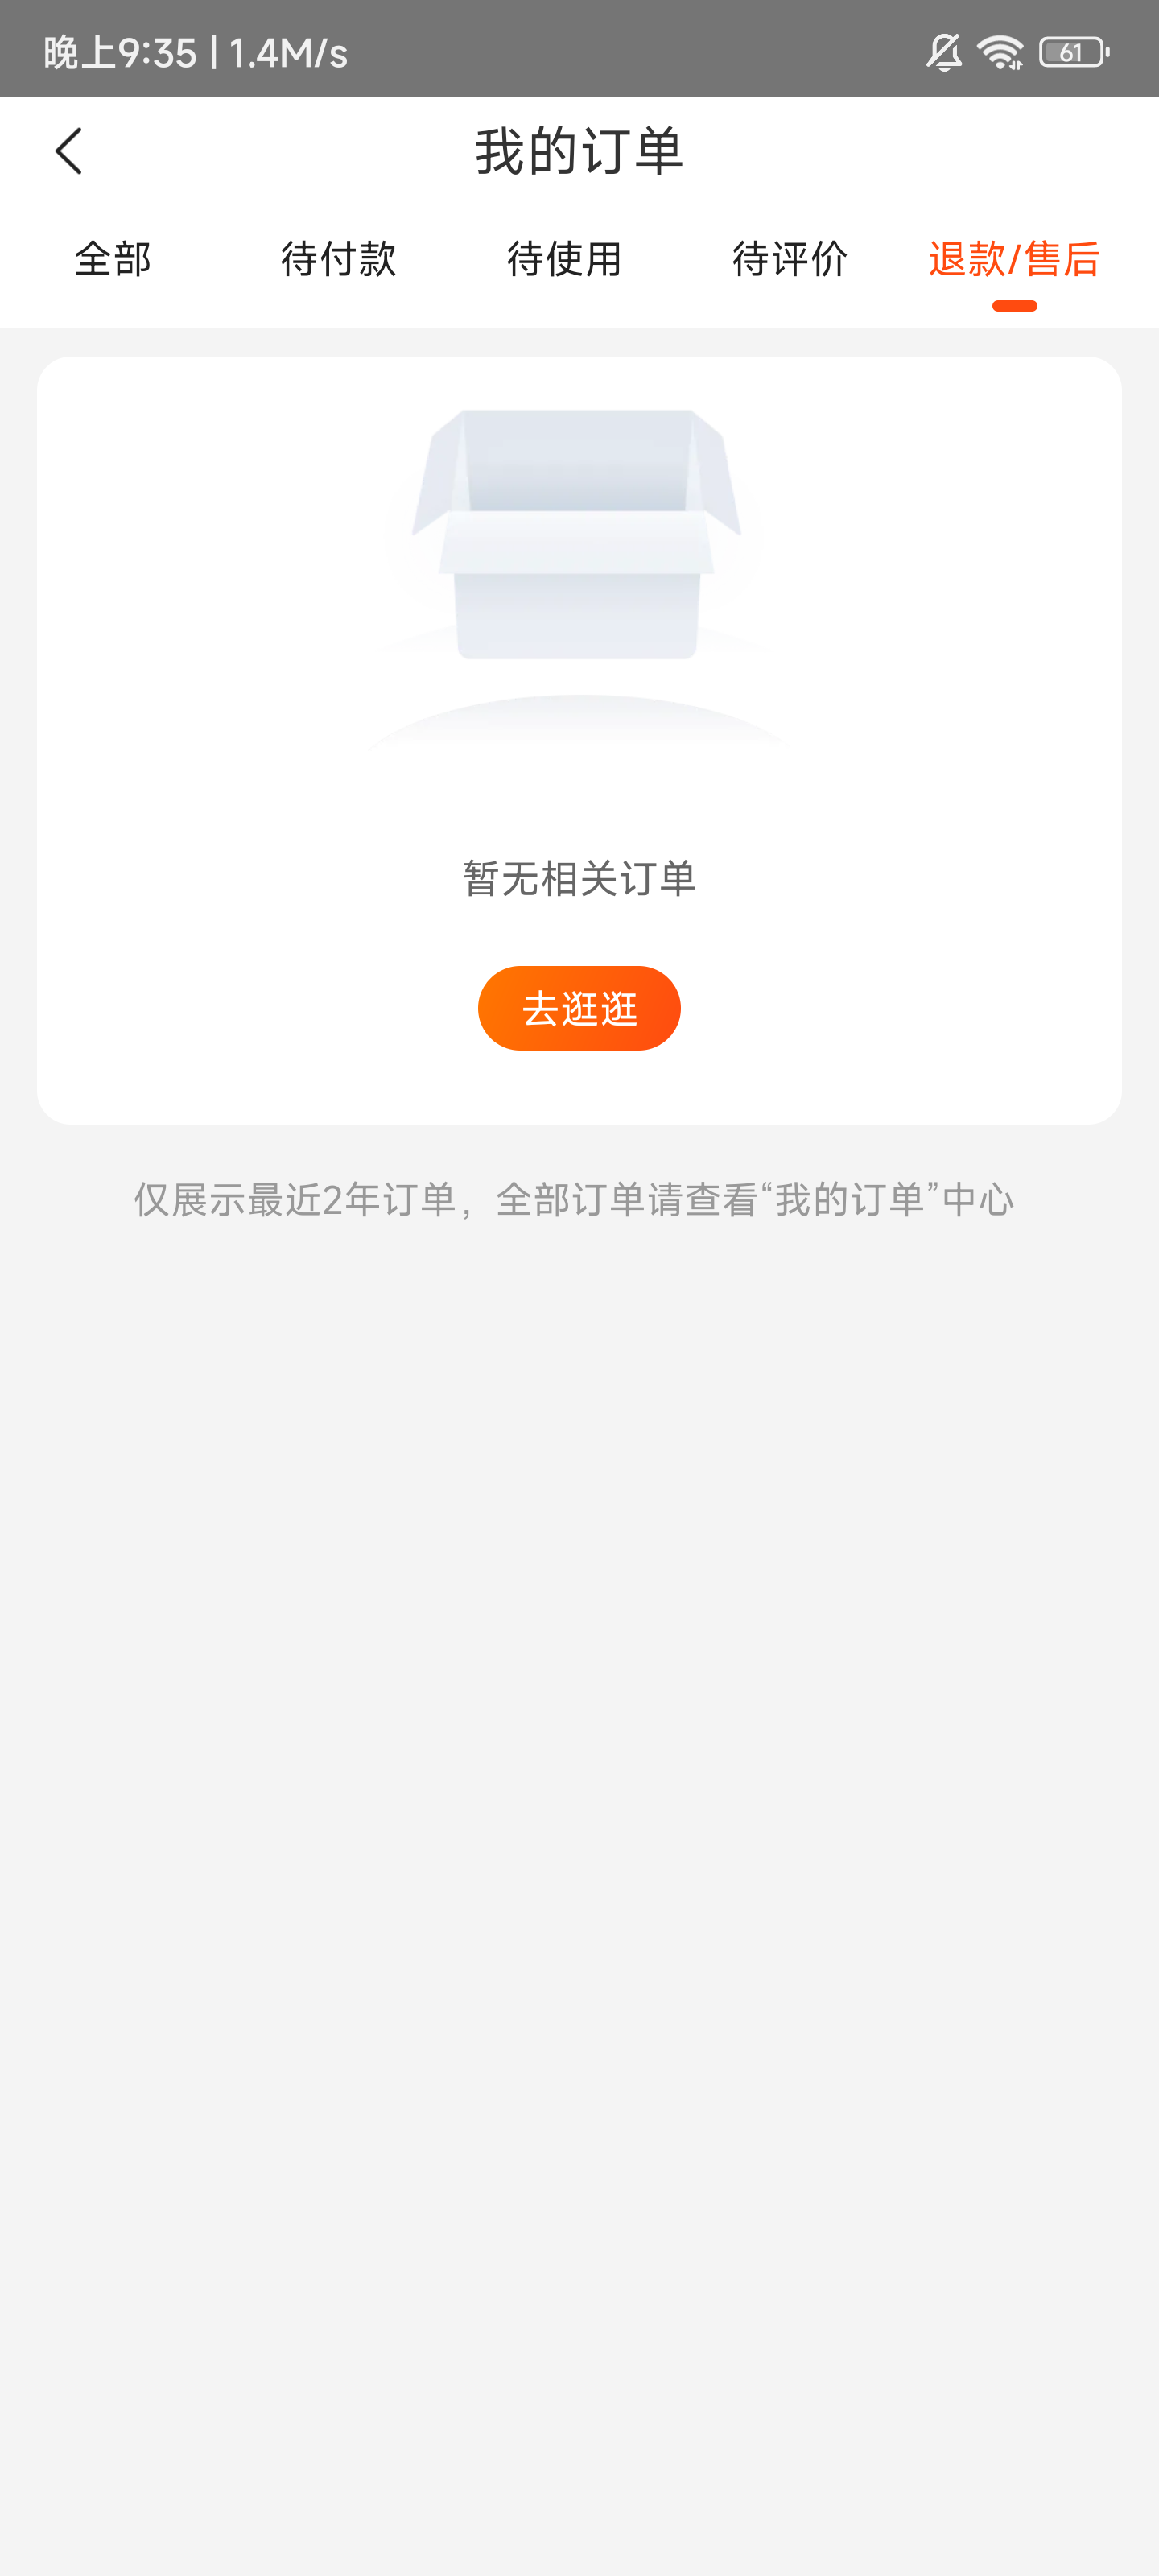 晚上9:35 | 1.4M/s
61
我的订单
全部 待付款 待使用 待评价 退款/售后
暂无相关订单
去逛逛
仅展示最近2年订单，全部订单请查看“我的订单”中心